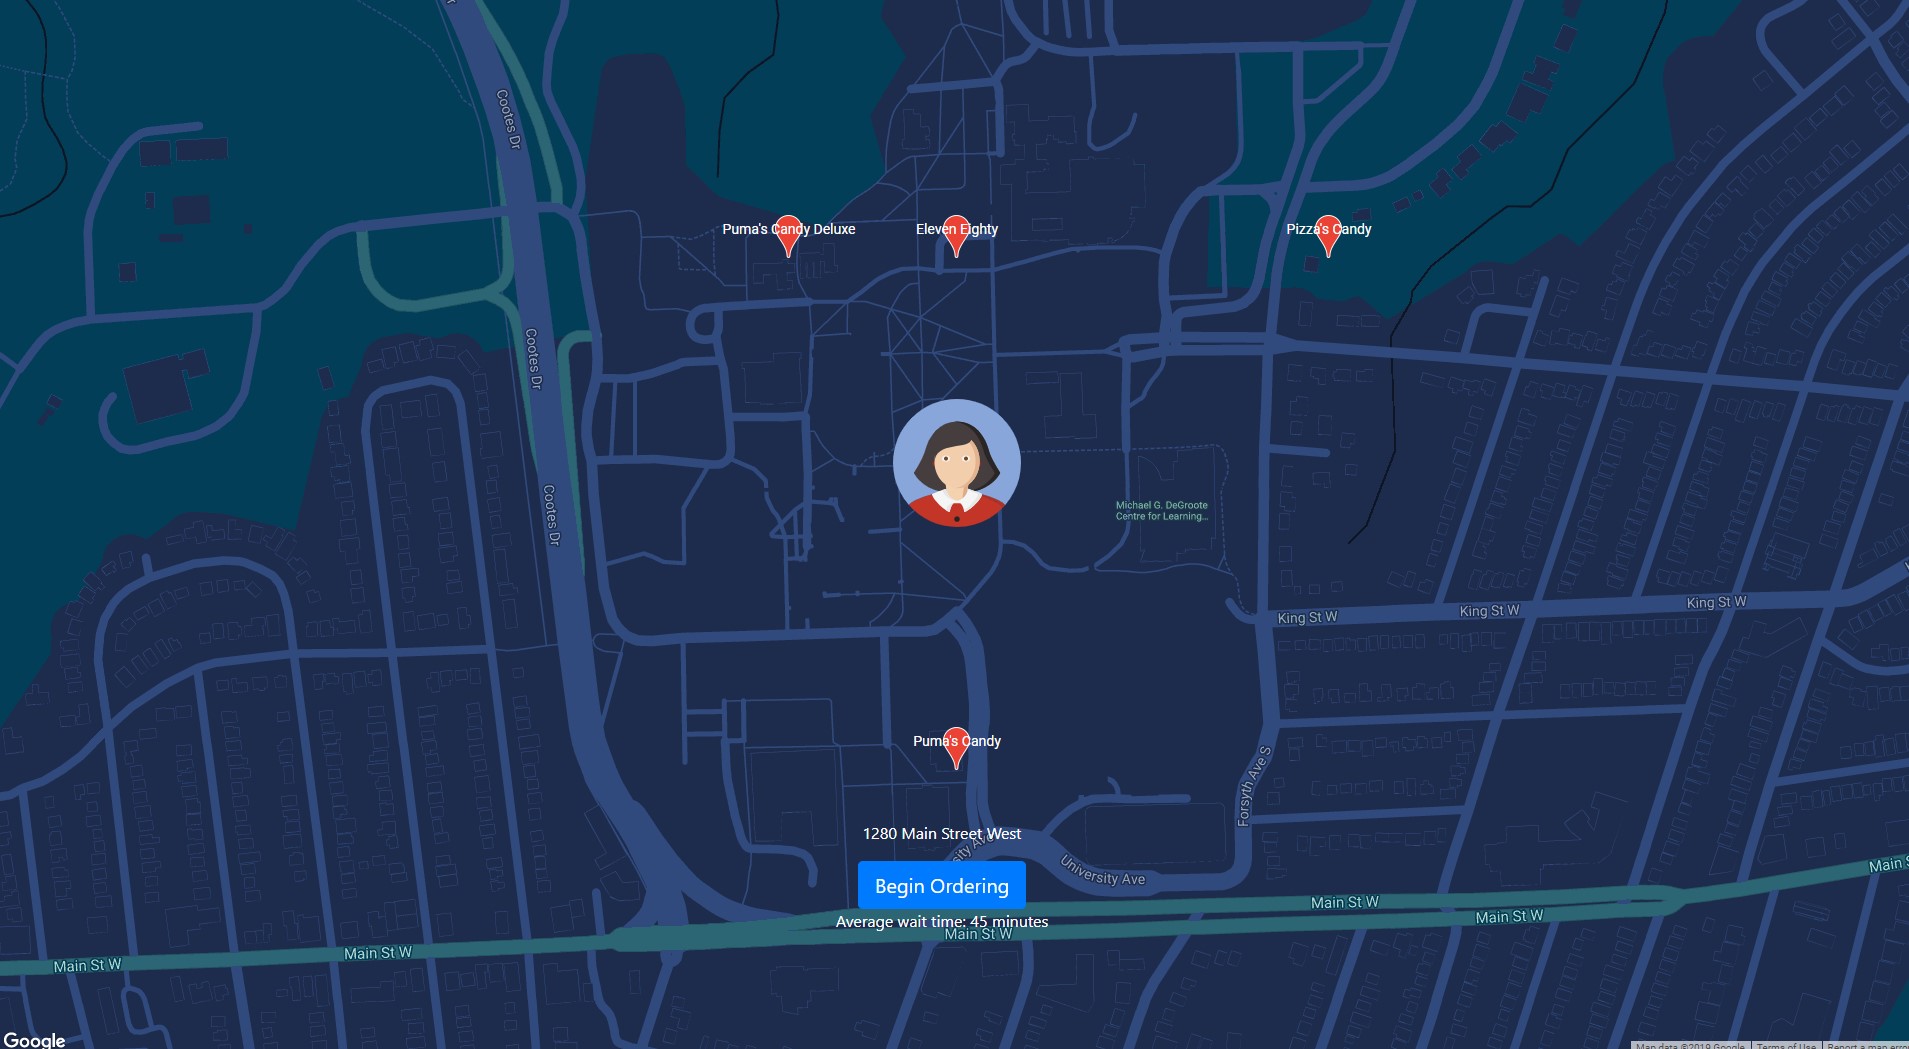 Cootes Dr
Puma's Candy Deluxe
Eleven Eighty
Pizza's Candy
Cootes Dr
Cootes Dr
Michael G. DeGroote
Centre for Learning...
King St W
King St W
King St W
Puma's Candy
Forsyth Ave S
1280 Main Street West
sity Ave
University Ave
Begin Ordering
Main S
Main St W
Main St W
Average wait time: 45 minutes
Main St W
Main St W
Main St W
Google
Map data ©2019 Google
Terms of Use
Report a map erro